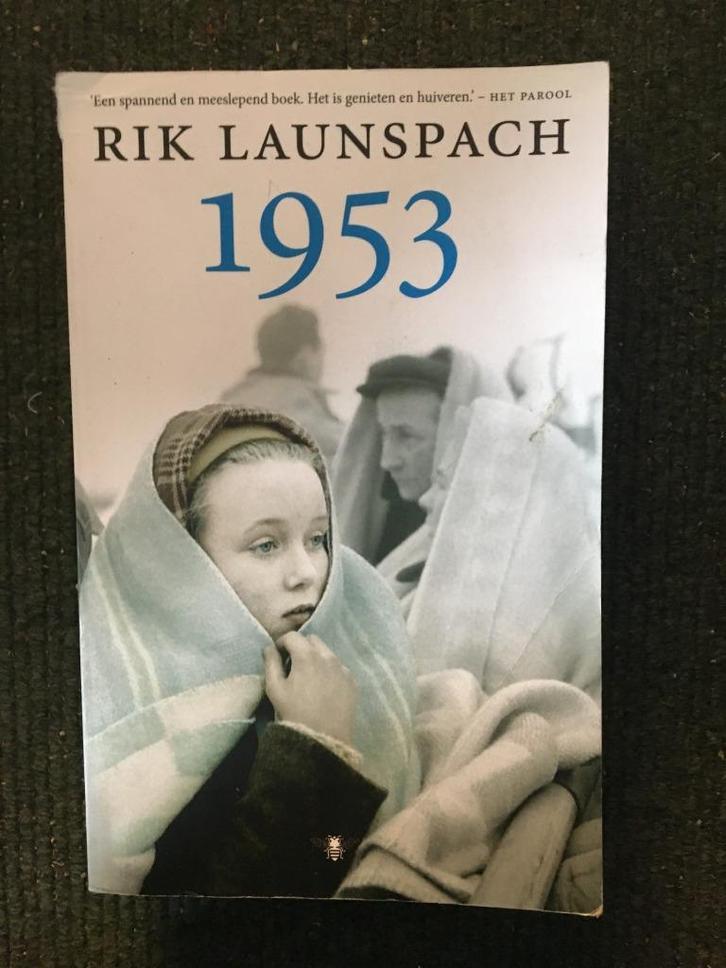 'Een spannend en meeslepend boek. Het is genieten en huiveren.' – HET PAROOL
RIK LAUNSPACH
1953